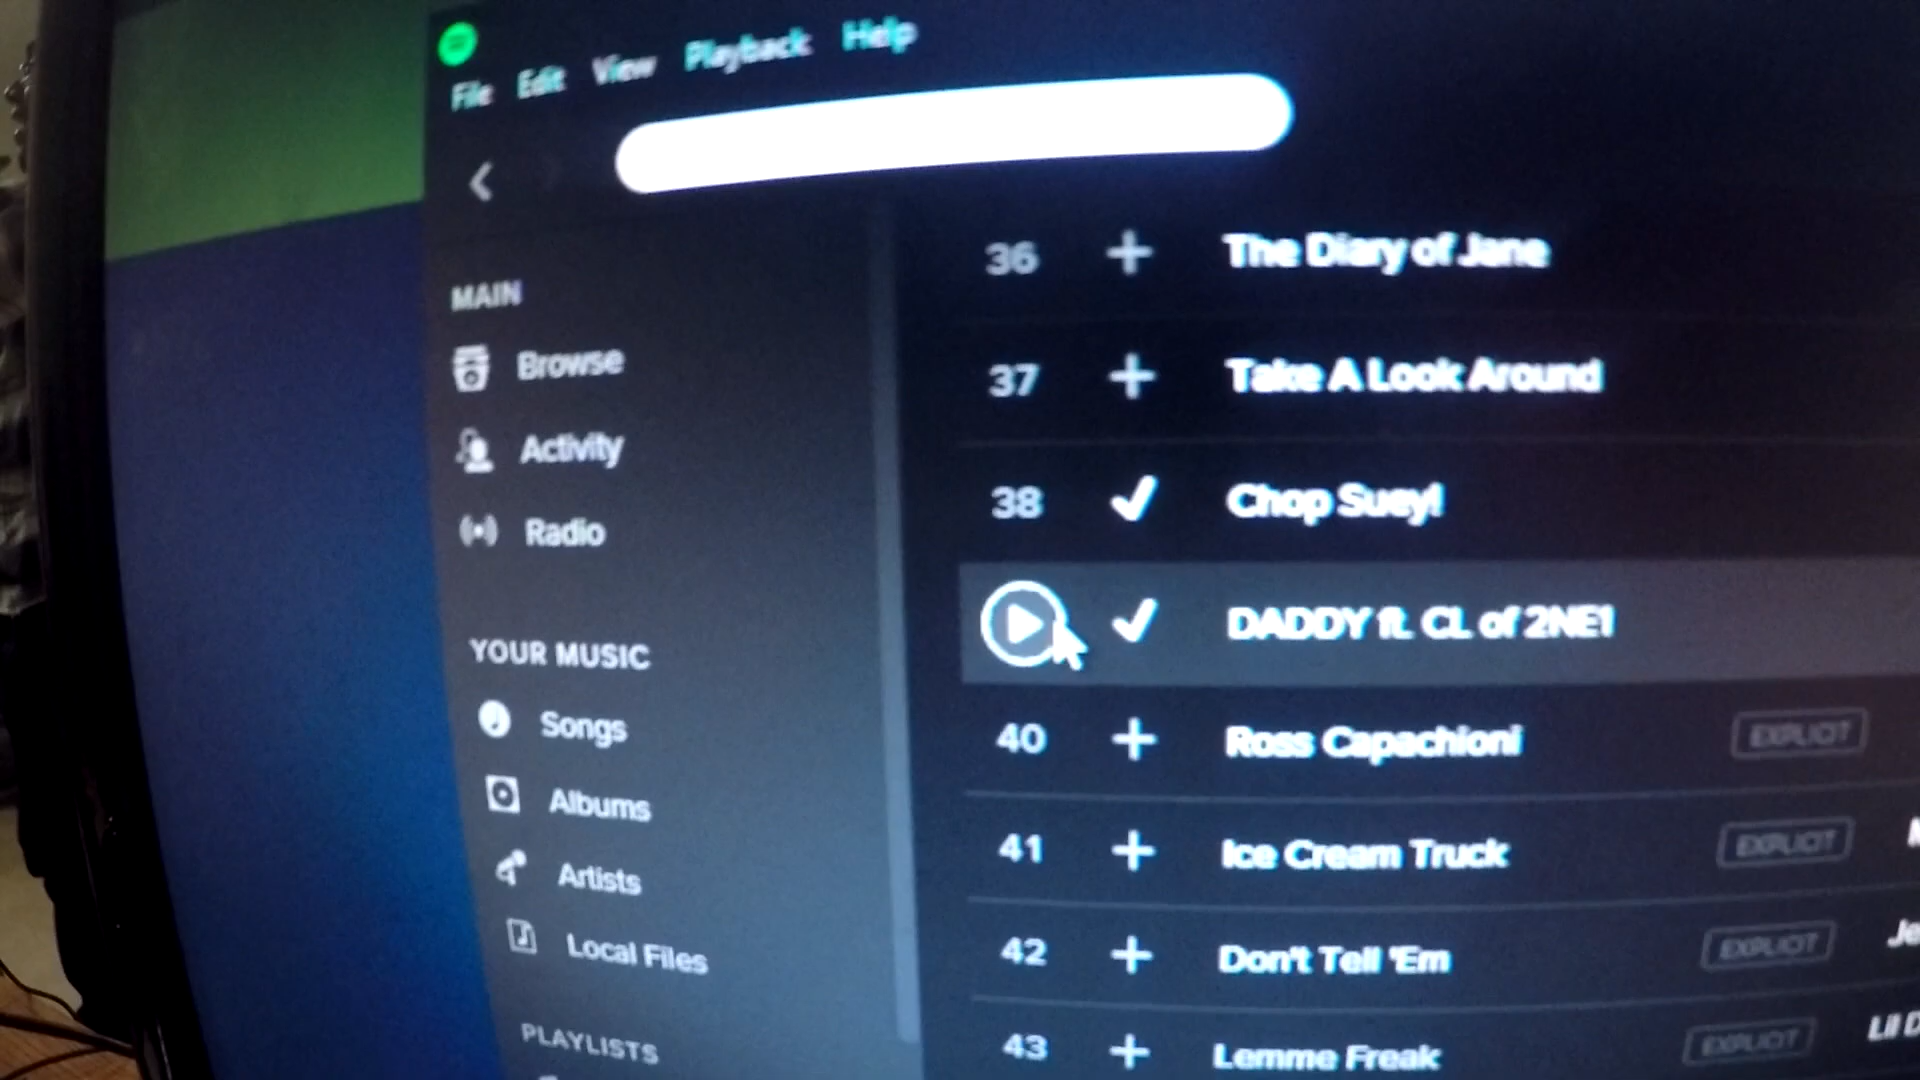 File Edit View Playback Help
MAIN
Browse
Activity
Radio
YOUR MUSIC
Songs
Albums
Artists
Local Files
PLAYLISTS
36 + The Diary of Jane
37 + Take A Look Around
38 Chop Suey!
DADDY ft. CL of 2NE1
40 + Ross Capachioni EXPLICIT
41 + Ice Cream Truck EXPLICIT
42 + Don't Tell 'Em EXPLICIT Je
43 + Lemme Freak EXPLICIT Lil D